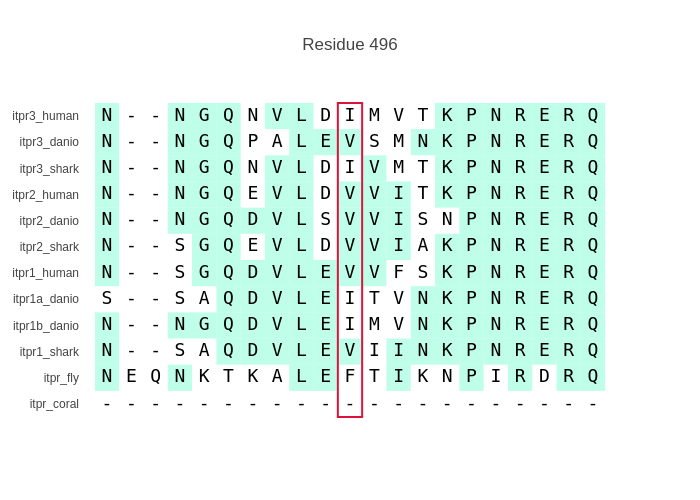 Residue 496
itpr3_human N - - N G Q N V L D I M V T K P N R E R Q
itpr3_danio N - - N G Q P A L E V S M N K P N R E R Q
itpr3_shark N - - N G Q N V L D I V M T K P N R E R Q
itpr2_human N - - N G Q E V L D V V I T K P N R E R Q
itpr2_danio N - - N G Q D V L S V V I S N P N R E R Q
itpr2_shark N - - S G Q E V L D V V I A K P N R E R Q
itpr1_human N - - S G Q D V L E V V F S K P N R E R Q
itpr1a_danio S - - S A Q D V L E I T V N K P N R E R Q
itpr1b_danio N - - N G Q D V L E I M V N K P N R E R Q
itpr1_shark N - - S A Q D V L E V I I N K P N R E R Q
itpr_fly N E Q N K T K A L E F T I K N P I R D R Q
itpr_coral - - - - - - - - - - - - - - - - - - - - -